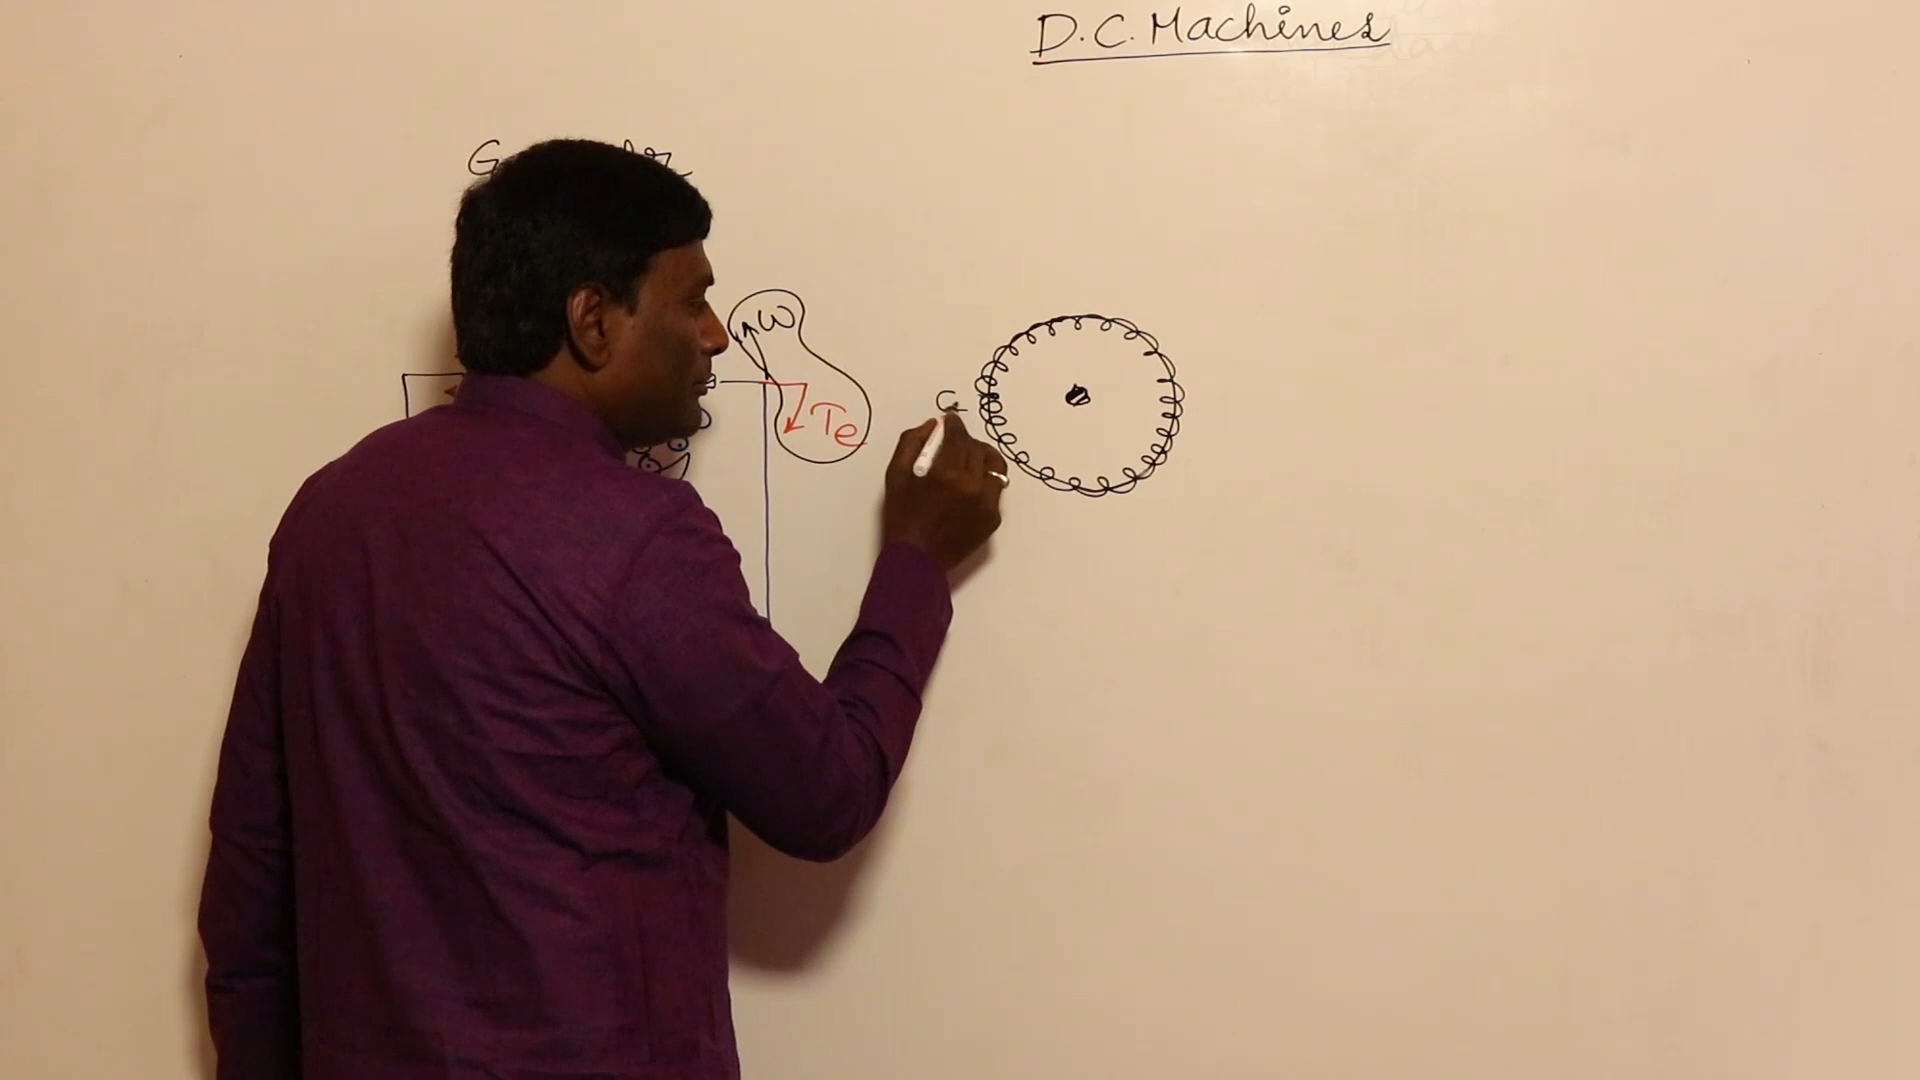 D.C. Machines
ω
Te